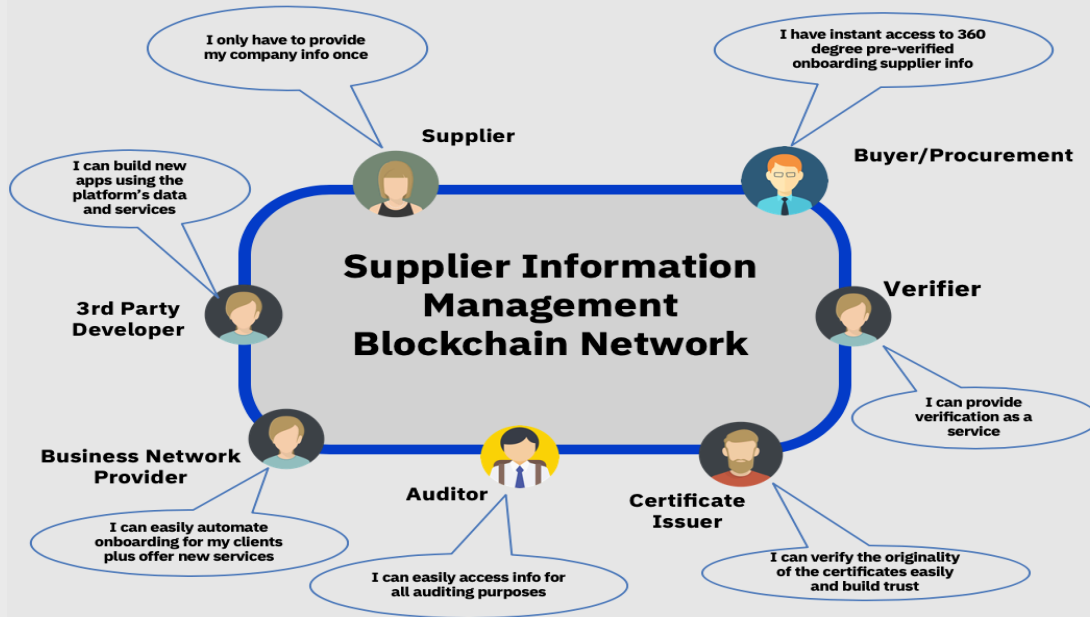 I only have to provide
my company info once
I have instant access to 360
degree pre-verified
onboarding supplier info
Supplier
Buyer/Procurement
I can build new
apps using the
platform's data
and services
Supplier Information
Management
Blockchain Network
3rd Party
Developer
Verifier
I can provide
verification as a
service
Business Network
Provider
Auditor
Certificate
Issuer
I can easily automate
onboarding for my clients
plus offer new services
I can easily access info for
all auditing purposes
I can verify the originality
of the certificates easily
and build trust